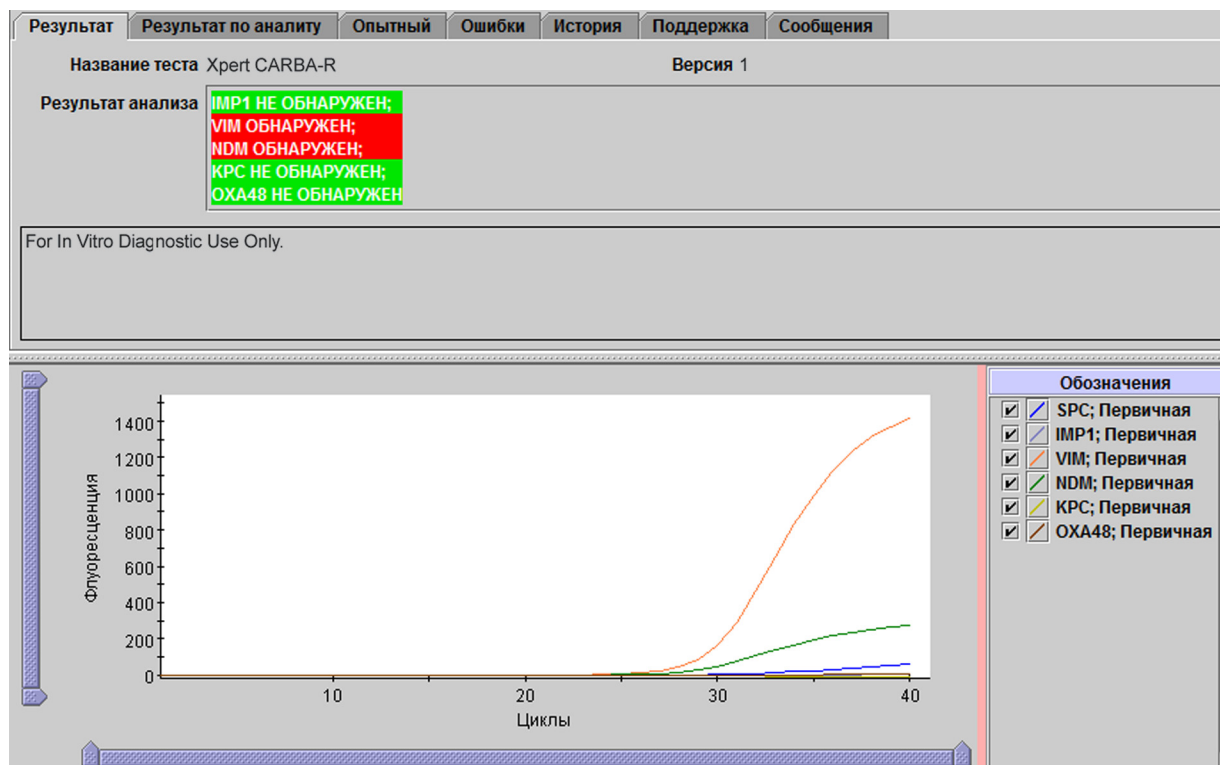 Результат Результат по аналиту Опытный Ошибки История Поддержка Сообщения
Название теста Xpert CARBA-R Версия 1
Результат анализа IMP1 НЕ ОБНАРУЖЕН;
VIM ОБНАРУЖЕН;
NDM ОБНАРУЖЕН;
KPC НЕ ОБНАРУЖЕН;
OXA48 НЕ ОБНАРУЖЕН
For In Vitro Diagnostic Use Only.
Обозначения
SPC; Первичная
IMP1; Первичная
VIM; Первичная
NDM; Первичная
KPC; Первичная
OXA48; Первичная
Флуоресценция
1400
1200
1000
800
600
400
200
0
10 20 30 40
Циклы